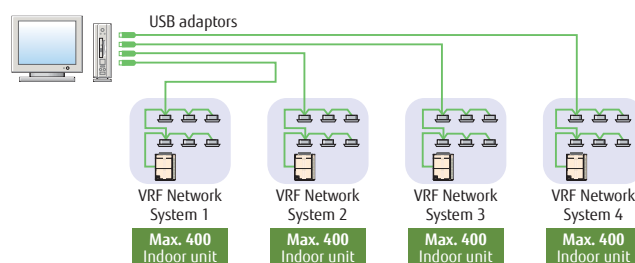 USB adaptors
VRF Network
System 1
Max. 400
Indoor unit
VRF Network
System 2
Max. 400
Indoor unit
VRF Network
System 3
Max. 400
Indoor unit
VRF Network
System 4
Max. 400
Indoor unit